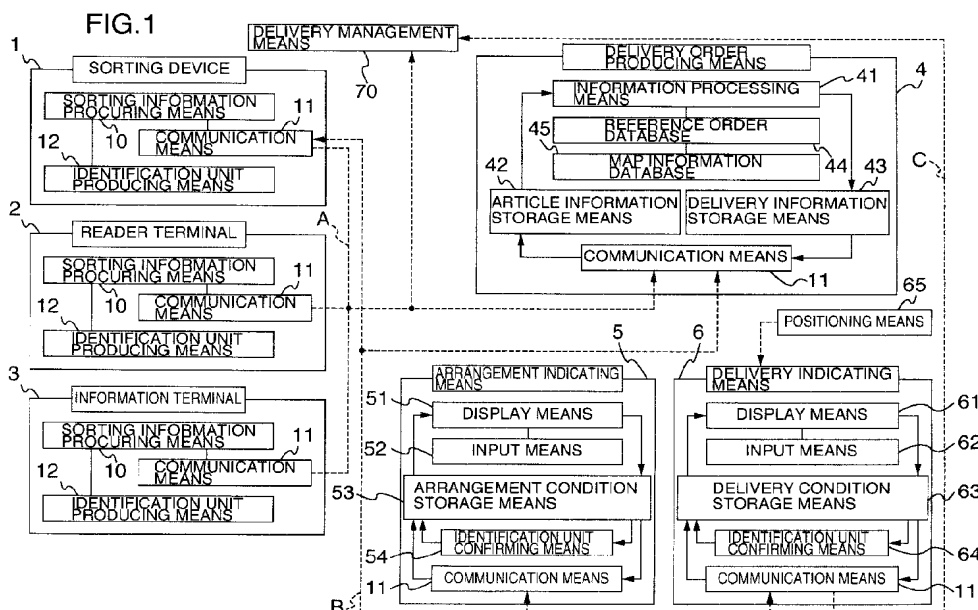 FIG.1
1
SORTING DEVICE
SORTING INFORMATION
PROCURING MEANS
10
11
COMMUNICATION
MEANS
12
IDENTIFICATION UNIT
PRODUCING MEANS
2
READER TERMINAL
SORTING INFORMATION
PROCURING MEANS
10
11
COMMUNICATION
MEANS
12
IDENTIFICATION UNIT
PRODUCING MEANS
3
INFORMATION TERMINAL
SORTING INFORMATION
PROCURING MEANS
10
11
COMMUNICATION
MEANS
12
IDENTIFICATION UNIT
PRODUCING MEANS
DELIVERY MANAGEMENT
MEANS
70
A
B
C
4
DELIVERY ORDER
PRODUCING MEANS
41
INFORMATION PROCESSING
MEANS
REFERENCE ORDER
DATABASE
44
45
MAP INFORMATION
DATABASE
42
ARTICLE INFORMATION
STORAGE MEANS
43
DELIVERY INFORMATION
STORAGE MEANS
COMMUNICATION MEANS
11
65
POSITIONING MEANS
5
ARRANGEMENT INDICATING
MEANS
51
DISPLAY MEANS
52
INPUT MEANS
53
ARRANGEMENT CONDITION
STORAGE MEANS
54
IDENTIFICATION UNIT
CONFIRMING MEANS
11
COMMUNICATION MEANS
6
DELIVERY INDICATING
MEANS
61
DISPLAY MEANS
62
INPUT MEANS
63
DELIVERY CONDITION
STORAGE MEANS
IDENTIFICATION UNIT
CONFIRMING MEANS
64
COMMUNICATION MEANS
11